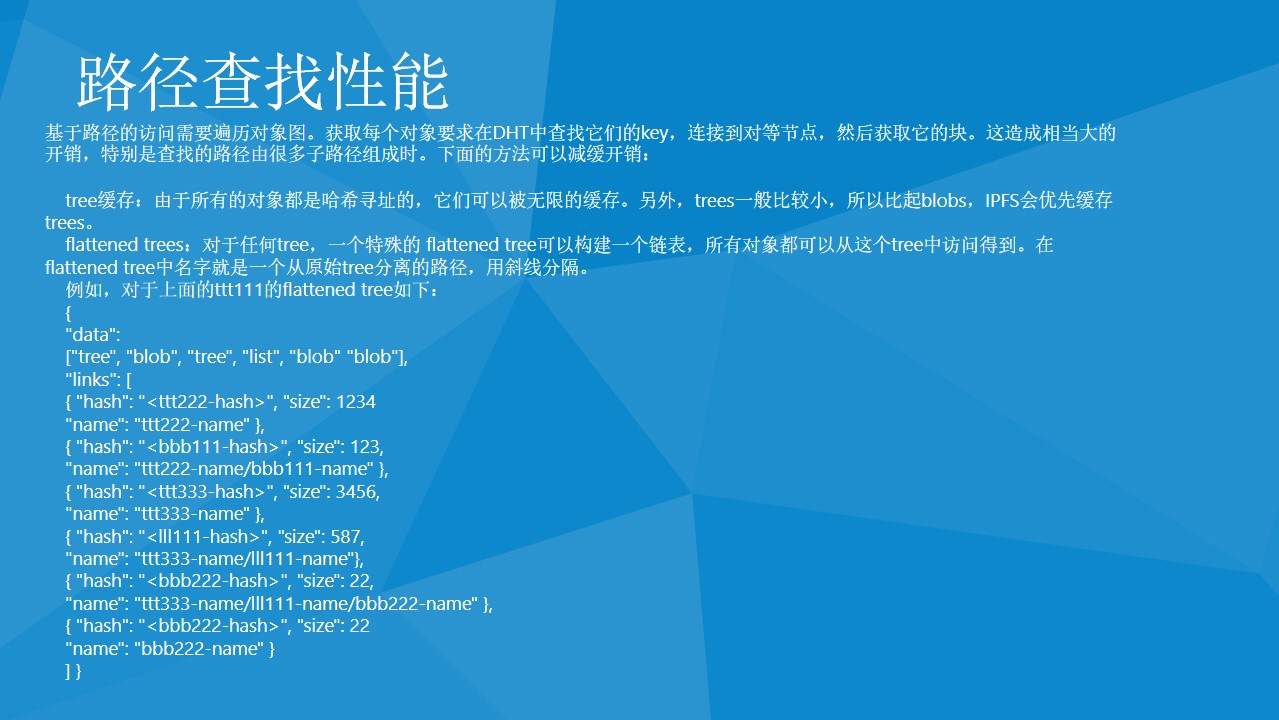 路径查找性能
基于路径的访问需要遍历对象图。获取每个对象要求在DHT中查找它们的key，连接到对等节点，然后获取它的块。这造成相当大的
开销，特别是查找的路径由很多子路径组成时。下面的方法可以减缓开销：
tree缓存：由于所有的对象都是哈希寻址的，它们可以被无限的缓存。另外，trees一般比较小，所以比起blobs，IPFS会优先缓存
trees。
flattened trees：对于任何tree，一个特殊的 flattened tree可以构建一个链表，所有对象都可以从这个tree中访问得到。在
flattened tree中名字就是一个从原始tree分离的路径，用斜线分隔。
例如，对于上面的ttt111的flattened tree如下：
{
"data":
["tree", "blob", "tree", "list", "blob" "blob"],
"links": [
{ "hash": "<ttt222-hash>", "size": 1234
"name": "ttt222-name" },
{ "hash": "<bbb111-hash>", "size": 123,
"name": "ttt222-name/bbb111-name" },
{ "hash": "<ttt333-hash>", "size": 3456,
"name": "ttt333-name" },
{ "hash": "<lll111-hash>", "size": 587,
"name": "ttt333-name/lll111-name"},
{ "hash": "<bbb222-hash>", "size": 22,
"name": "ttt333-name/lll111-name/bbb222-name" },
{ "hash": "<bbb222-hash>", "size": 22
"name": "bbb222-name" }
] }